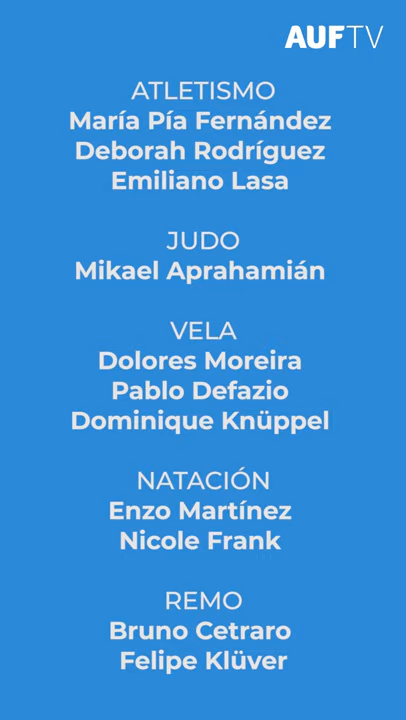 AUFTV
ATLETISMO
María Pía Fernández
Deborah Rodríguez
Emiliano Lasa
JUDO
Mikael Aprahamián
VELA
Dolores Moreira
Pablo Defazio
Dominique Knüppel
NATACIÓN
Enzo Martínez
Nicole Frank
REMO
Bruno Cetraro
Felipe Klüver